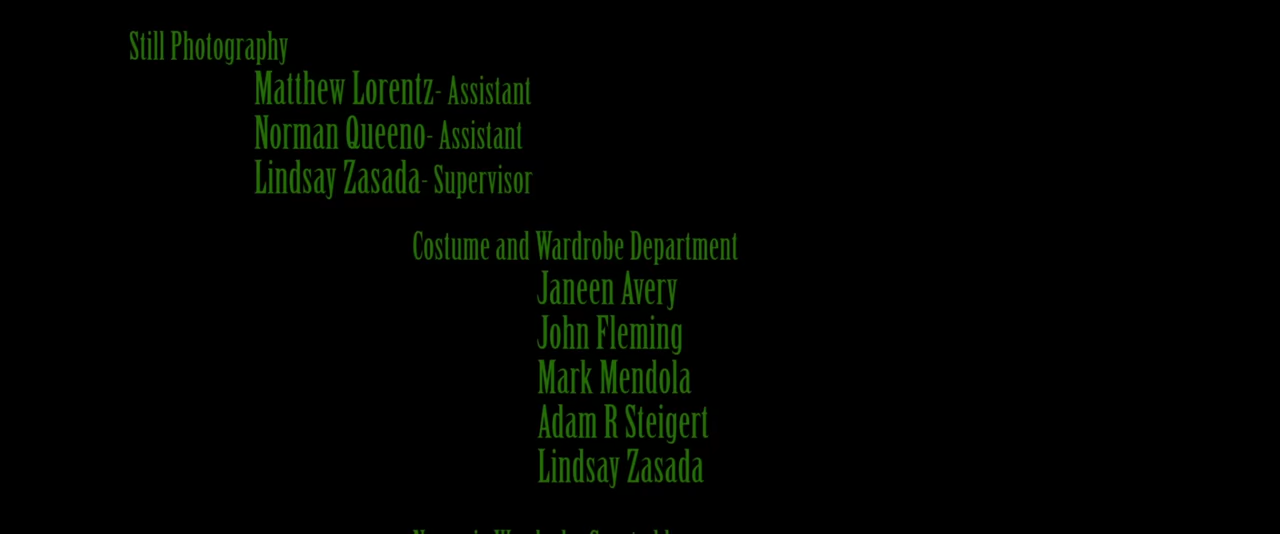 Still Photography
Matthew Lorentz- Assistant
Norman Queeno- Assistant
Lindsay Zasada- Supervisor
Costume and Wardrobe Department
Janeen Avery
John Fleming
Mark Mendola
Adam R Steigert
Lindsay Zasada